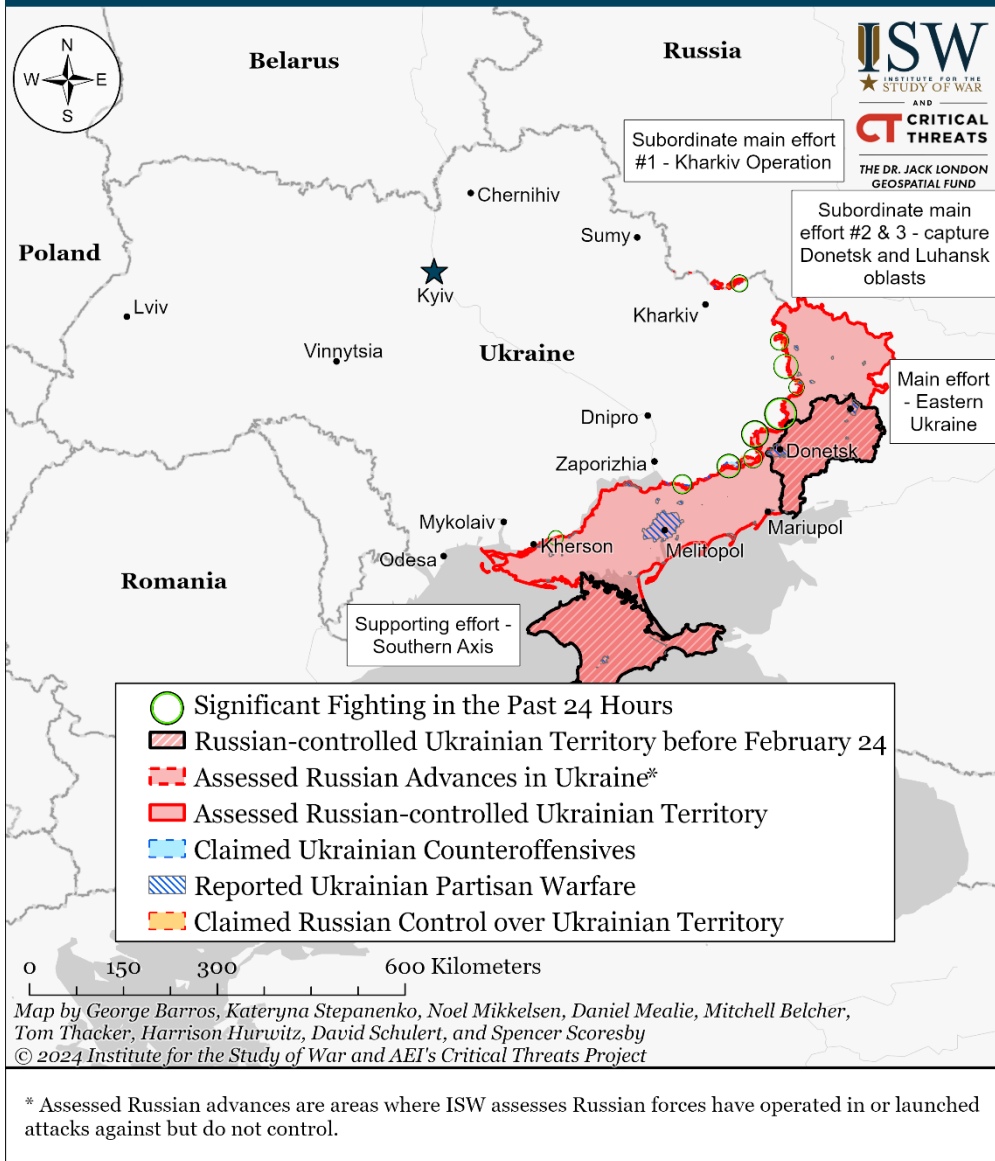 N
W
E
S
Belarus
Russia
ISW
INSTITUTE FOR THE
STUDY OF WAR
AND
CT CRITICAL
THREATS
THE DR. JACK LONDON
GEOSPATIAL FUND
Subordinate main effort
#1 - Kharkiv Operation
Subordinate main
effort #2 & 3 - capture
Donetsk and Luhansk
oblasts
Chernihiv
Sumy
Poland
Kyiv
Lviv
Kharkiv
Vinnytsia
Ukraine
Main effort
- Eastern
Ukraine
Dnipro
Donetsk
Zaporizhia
Mykolaiv
Mariupol
Kherson
Melitopol
Odesa
Romania
Supporting effort -
Southern Axis
Significant Fighting in the Past 24 Hours
Russian-controlled Ukrainian Territory before February 24
Assessed Russian Advances in Ukraine*
Assessed Russian-controlled Ukrainian Territory
Claimed Ukrainian Counteroffensives
Reported Ukrainian Partisan Warfare
Claimed Russian Control over Ukrainian Territory
0 150 300 600 Kilometers
Map by George Barros, Kateryna Stepanenko, Noel Mikkelsen, Daniel Mealie, Mitchell Belcher,
Tom Thacker, Harrison Hurwitz, David Schulert, and Spencer Scoresby
© 2024 Institute for the Study of War and AEI's Critical Threats Project
* Assessed Russian advances are areas where ISW assesses Russian forces have operated in or launched
attacks against but do not control.